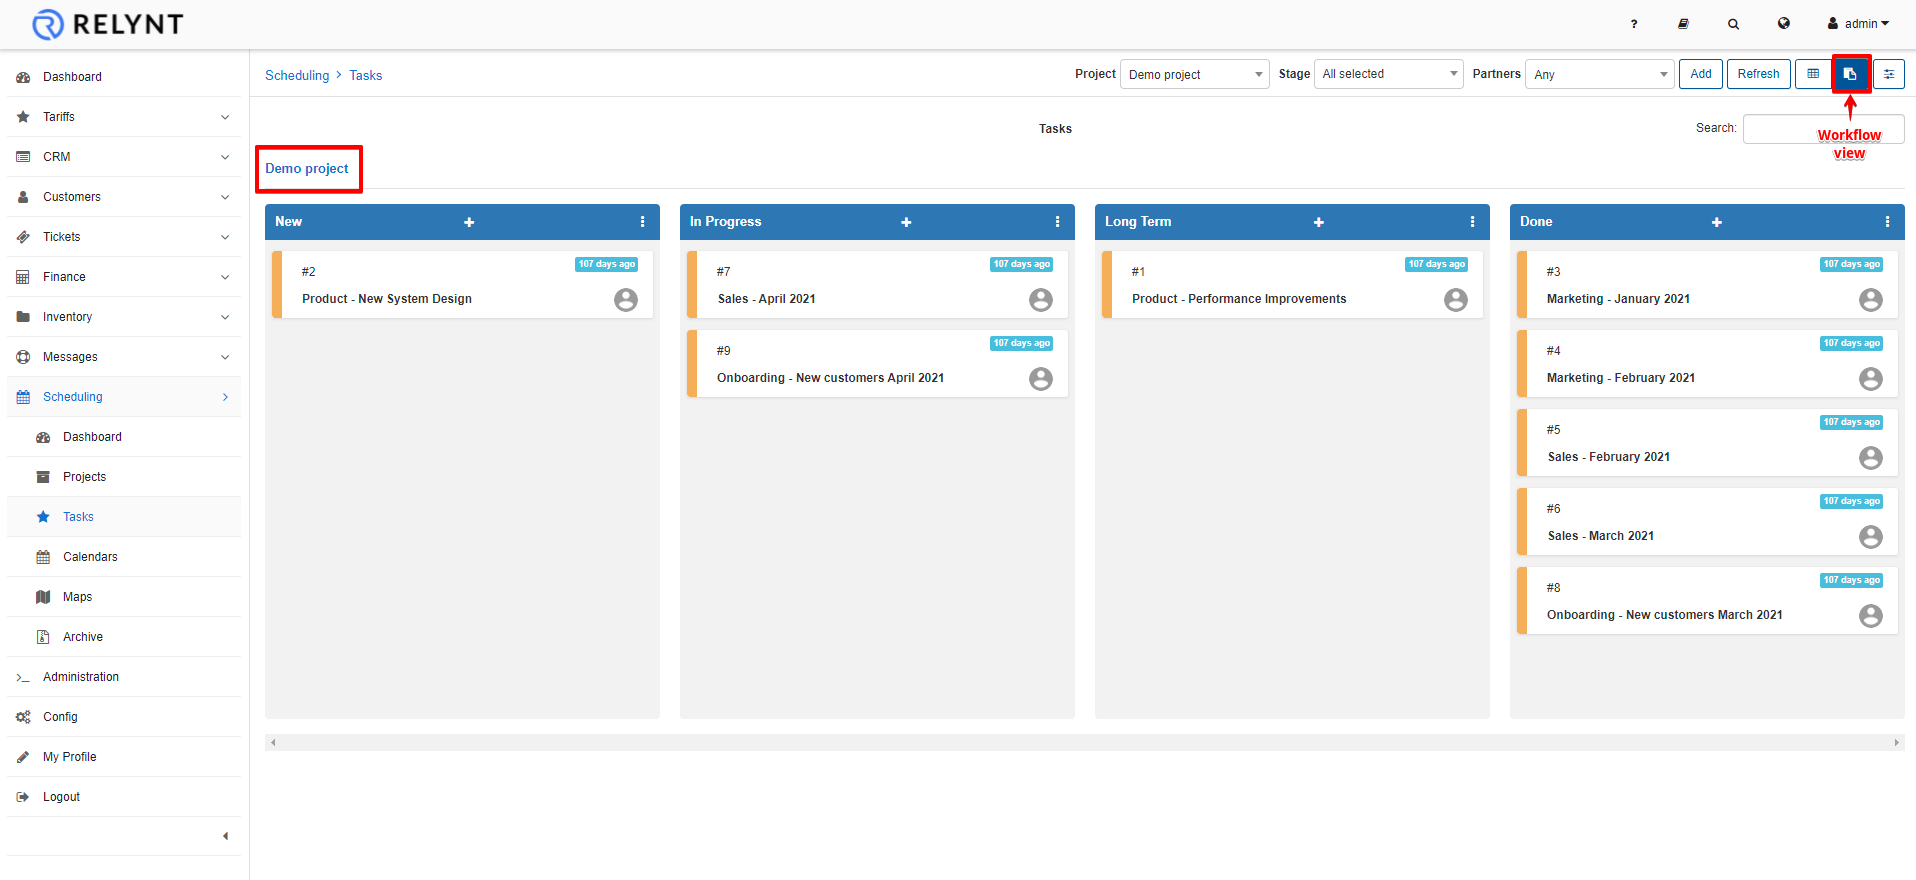 RELYNT
? admin
Dashboard
Tariffs
CRM
Customers
Tickets
Finance
Inventory
Messages
Scheduling
Dashboard
Projects
Tasks
Calendars
Maps
Archive
Administration
Config
My Profile
Logout
Scheduling > Tasks
Project Demo project Stage All selected Partners Any Add Refresh
Tasks
Search:
Workflow
view
Demo project
New +
#2 107 days ago
Product - New System Design
In Progress +
#7 107 days ago
Sales - April 2021
#9 107 days ago
Onboarding - New customers April 2021
Long Term +
#1 107 days ago
Product - Performance Improvements
Done +
#3 107 days ago
Marketing - January 2021
#4 107 days ago
Marketing - February 2021
#5 107 days ago
Sales - February 2021
#6 107 days ago
Sales - March 2021
#8 107 days ago
Onboarding - New customers March 2021